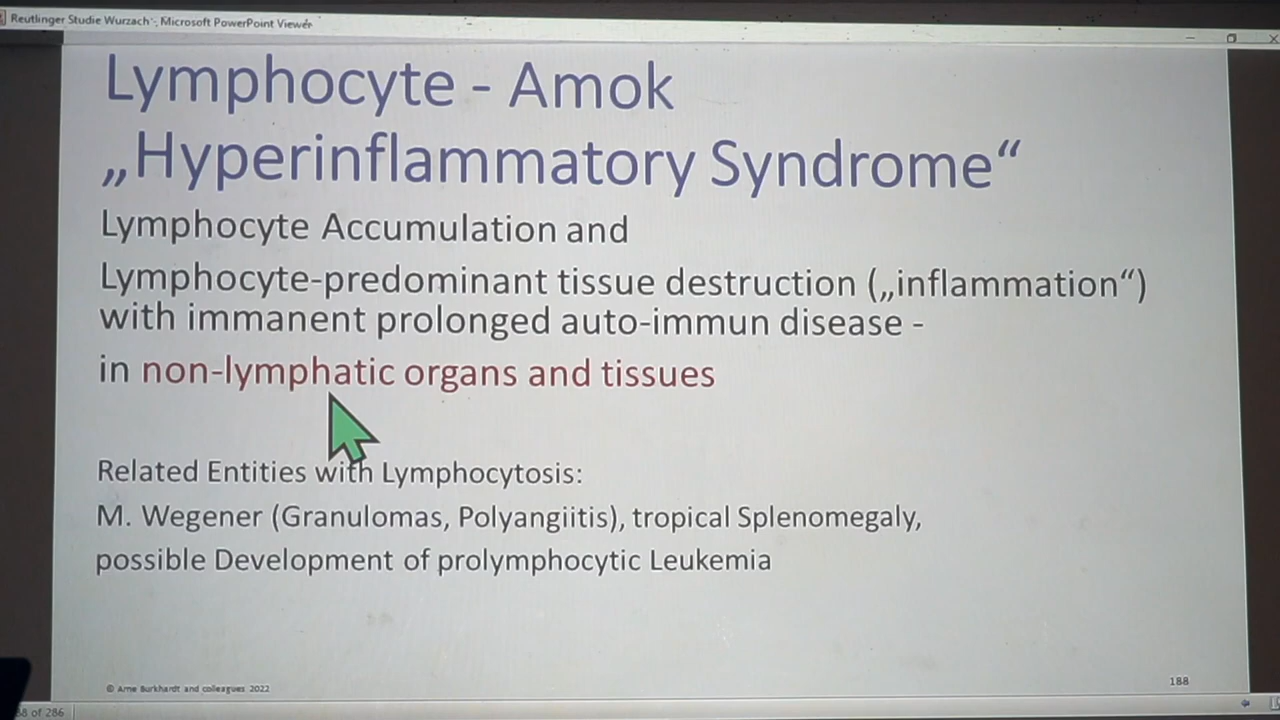 Reutlinger Studie Wurzach - Microsoft PowerPoint Viewer
Lymphocyte - Amok
„Hyperinflammatory Syndrome“
Lymphocyte Accumulation and
Lymphocyte-predominant tissue destruction („inflammation“)
with immanent prolonged auto-immun disease -
in non-lymphatic organs and tissues
Related Entities with Lymphocytosis:
M. Wegener (Granulomas, Polyangiitis), tropical Splenomegaly,
possible Development of prolymphocytic Leukemia
© Arne Burkhardt and colleagues 2022
188
of 286